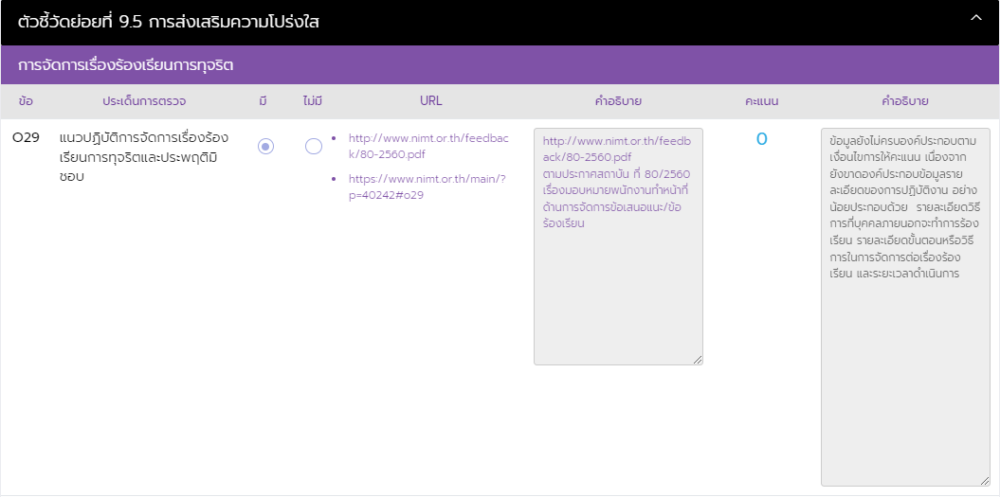 ตัวชี้วัดย่อยที่ 9.5 การส่งเสริมความโปร่งใส
การจัดการเรื่องร้องเรียนการทุจริต
ข้อ ประเด็นการตรวจ มี ไม่มี URL คำอธิบาย คะแนน คำอธิบาย
O29
แนวปฏิบัติการจัดการเรื่องร้อง
เรียนการทุจริตและประพฤติมิ
ชอบ
http://www.nimt.or.th/feedbac
k/80-2560.pdf
https://www.nimt.or.th/main/?
p=40242#o29
http://www.nimt.or.th/feedb
ack/80-2560.pdf
ตามประกาศสถาบัน ที่ 80/2560
เรื่องมอบหมายพนักงานทำหน้าที่
ด้านการจัดการข้อเสนอแนะ/ข้อ
ร้องเรียน
0
ข้อมูลยังไม่ครบองค์ประกอบตาม
เงื่อนไขการให้คะแนน เนื่องจาก
ยังขาดองค์ประกอบข้อมูลราย
ละเอียดของการปฏิบัติงาน อย่าง
น้อยประกอบด้วย รายละเอียดวิธี
การที่บุคคลภายนอกจะทำการร้อง
เรียน รายละเอียดขั้นตอนหรือวิธี
การในการจัดการต่อเรื่องร้อง
เรียน และระยะเวลาดำเนินการ